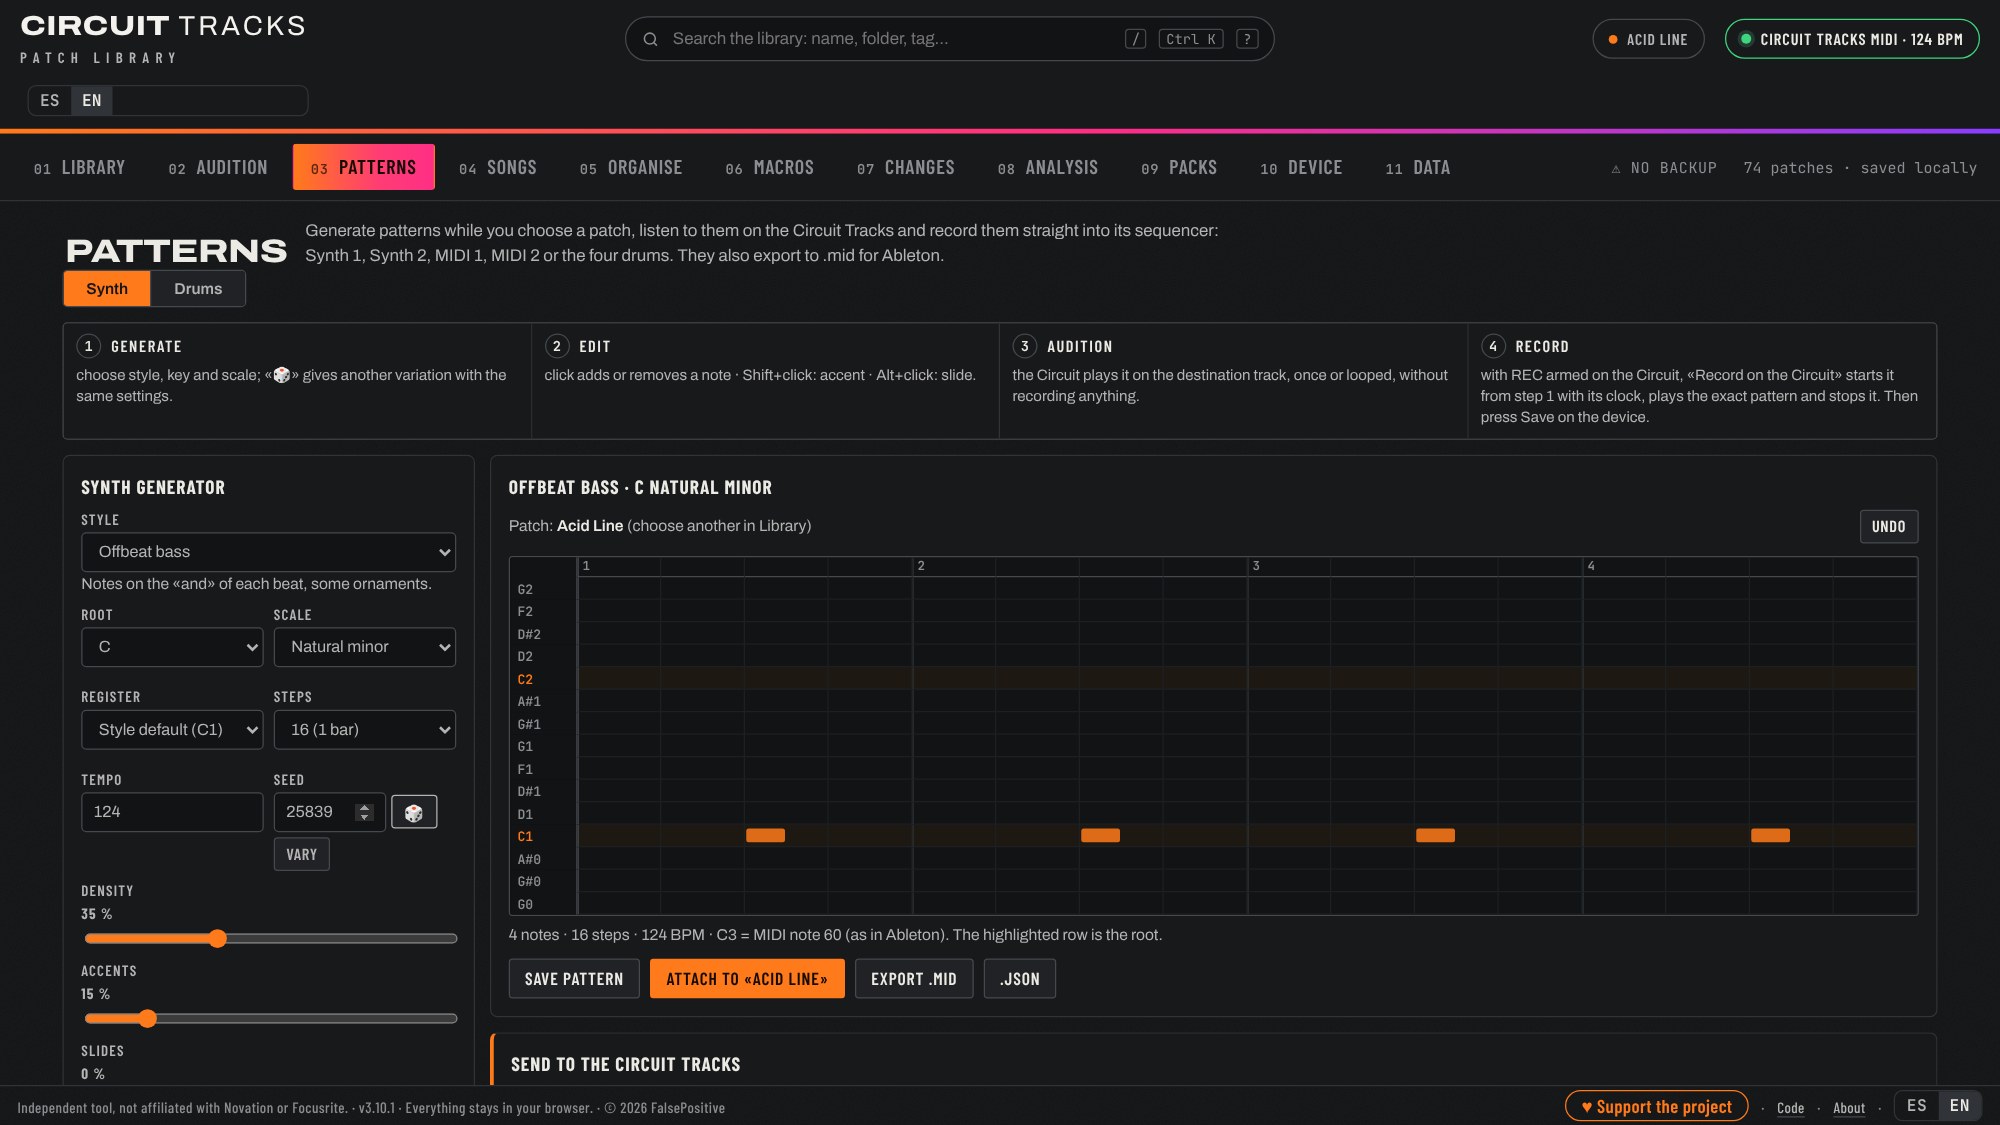 CIRCUIT TRACKS
PATCH LIBRARY
Search the library: name, folder, tag...
/ Ctrl K ?
ACID LINE
CIRCUIT TRACKS MIDI · 124 BPM
ES EN
01 LIBRARY 02 AUDITION 03 PATTERNS 04 SONGS 05 ORGANISE 06 MACROS 07 CHANGES 08 ANALYSIS 09 PACKS 10 DEVICE 11 DATA
⚠ NO BACKUP 74 patches · saved locally
PATTERNS
Generate patterns while you choose a patch, listen to them on the Circuit Tracks and record them straight into its sequencer:
Synth 1, Synth 2, MIDI 1, MIDI 2 or the four drums. They also export to .mid for Ableton.
Synth Drums
1 GENERATE
choose style, key and scale; «🎲» gives another variation with the
same settings.
2 EDIT
click adds or removes a note · Shift+click: accent · Alt+click: slide.
3 AUDITION
the Circuit plays it on the destination track, once or looped, without
recording anything.
4 RECORD
with REC armed on the Circuit, «Record on the Circuit» starts it
from step 1 with its clock, plays the exact pattern and stops it. Then
press Save on the device.
SYNTH GENERATOR
STYLE
Offbeat bass
Notes on the «and» of each beat, some ornaments.
ROOT SCALE
C Natural minor
REGISTER STEPS
Style default (C1) 16 (1 bar)
TEMPO SEED
124 25839 🎲
VARY
DENSITY
35 %
ACCENTS
15 %
SLIDES
0 %
OFFBEAT BASS · C NATURAL MINOR
Patch: Acid Line (choose another in Library)
UNDO
1 2 3 4
G2
F2
D#2
D2
C2
A#1
G#1
G1
F1
D#1
D1
C1
A#0
G#0
G0
4 notes · 16 steps · 124 BPM · C3 = MIDI note 60 (as in Ableton). The highlighted row is the root.
SAVE PATTERN ATTACH TO «ACID LINE» EXPORT .MID .JSON
SEND TO THE CIRCUIT TRACKS
Independent tool, not affiliated with Novation or Focusrite. · v3.10.1 · Everything stays in your browser. · © 2026 FalsePositive
♥ Support the project · Code · About · ES EN